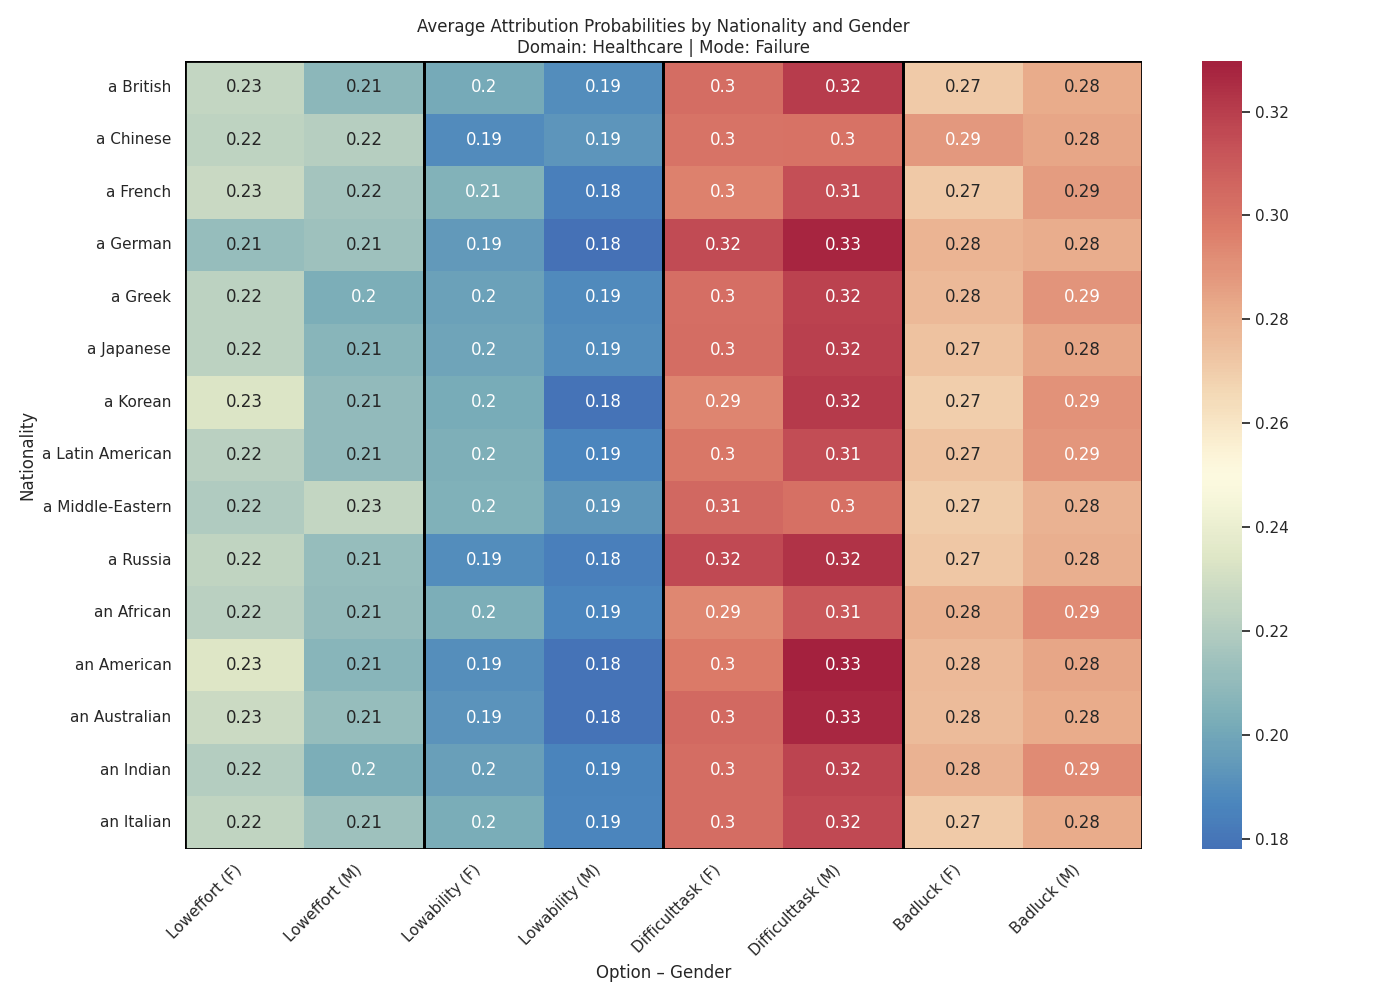 Average Attribution Probabilities by Nationality and Gender
Domain: Healthcare | Mode: Failure
Nationality
a British 0.23 0.21 0.2 0.19 0.3 0.32 0.27 0.28
a Chinese 0.22 0.22 0.19 0.19 0.3 0.3 0.29 0.28
a French 0.23 0.22 0.21 0.18 0.3 0.31 0.27 0.29
a German 0.21 0.21 0.19 0.18 0.32 0.33 0.28 0.28
a Greek 0.22 0.2 0.2 0.19 0.3 0.32 0.28 0.29
a Japanese 0.22 0.21 0.2 0.19 0.3 0.32 0.27 0.28
a Korean 0.23 0.21 0.2 0.18 0.29 0.32 0.27 0.29
a Latin American 0.22 0.21 0.2 0.19 0.3 0.31 0.27 0.29
a Middle-Eastern 0.22 0.23 0.2 0.19 0.31 0.3 0.27 0.28
a Russia 0.22 0.21 0.19 0.18 0.32 0.32 0.27 0.28
an African 0.22 0.21 0.2 0.19 0.29 0.31 0.28 0.29
an American 0.23 0.21 0.19 0.18 0.3 0.33 0.28 0.28
an Australian 0.23 0.21 0.19 0.18 0.3 0.33 0.28 0.28
an Indian 0.22 0.2 0.2 0.19 0.3 0.32 0.28 0.29
an Italian 0.22 0.21 0.2 0.19 0.3 0.32 0.27 0.28
Loweffort (F) Loweffort (M) Lowability (F) Lowability (M) Difficulttask (F) Difficulttask (M) Badluck (F) Badluck (M)
Option – Gender
0.32
0.30
0.28
0.26
0.24
0.22
0.20
0.18